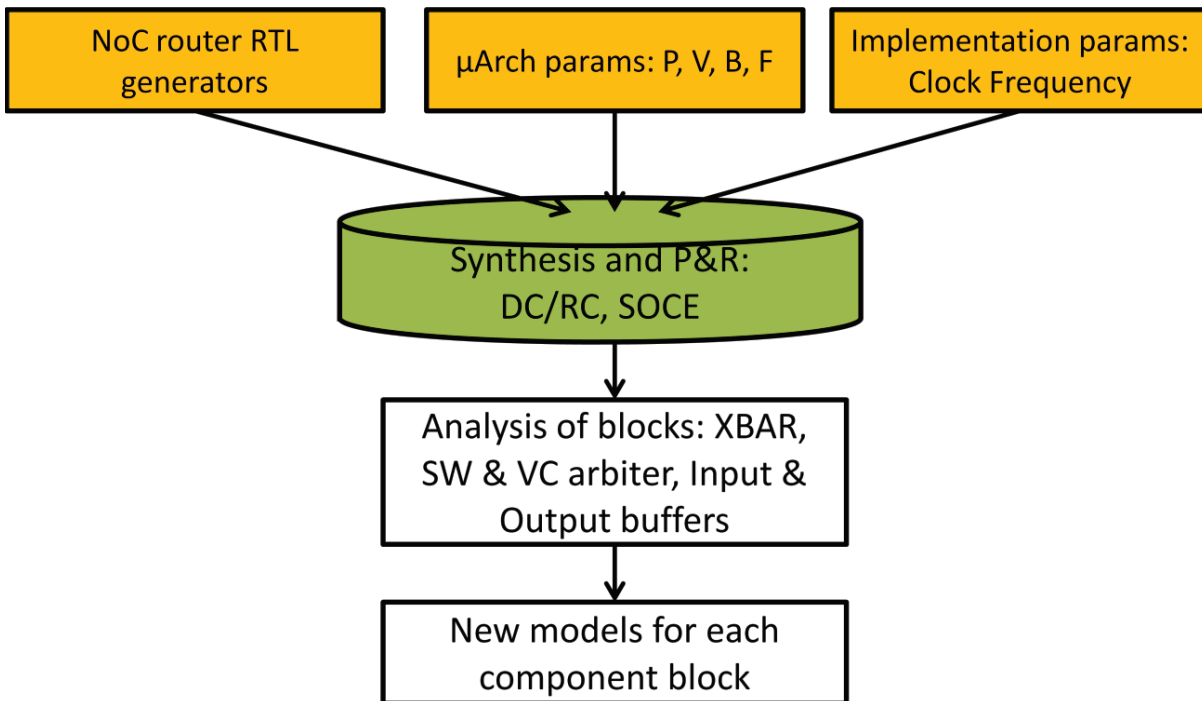 NoC router RTL
generators
µArch params: P, V, B, F
Implementation params:
Clock Frequency
Synthesis and P&R:
DC/RC, SOCE
Analysis of blocks: XBAR,
SW & VC arbiter, Input &
Output buffers
New models for each
component block